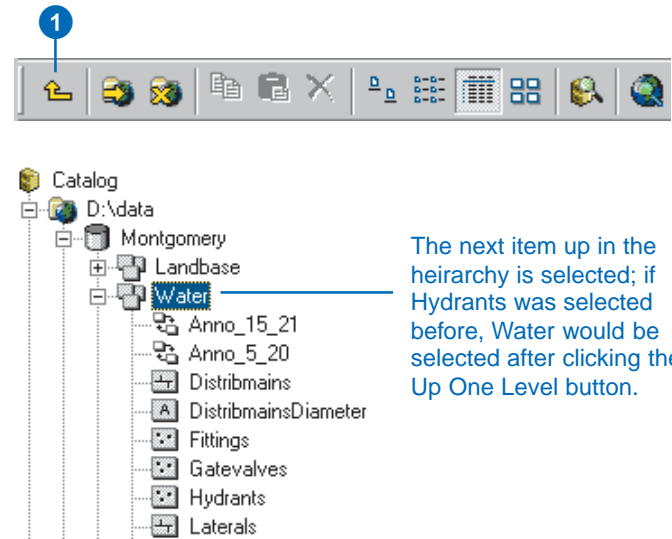 1
Catalog
D:\data
Montgomery
Landbase
Water
Anno_15_21
Anno_5_20
Distribmains
A DistribmainsDiameter
Fittings
Gatevalves
Hydrants
Laterals
The next item up in the
heirarchy is selected; if
Hydrants was selected
before, Water would be
selected after clicking the
Up One Level button.